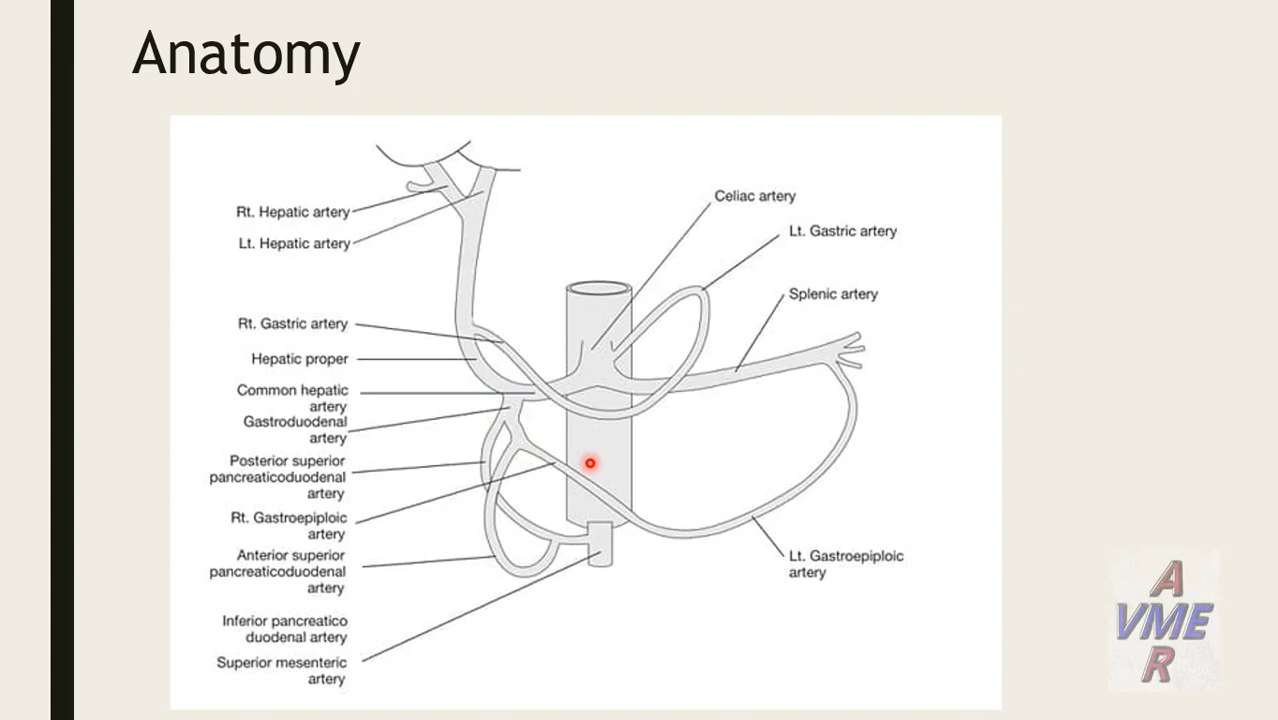 Anatomy
Rt. Hepatic artery
Lt. Hepatic artery
Rt. Gastric artery
Hepatic proper
Common hepatic
artery
Gastroduodenal
artery
Posterior superior
pancreaticoduodenal
artery
Rt. Gastroepiploic
artery
Anterior superior
pancreaticoduodenal
artery
Inferior pancreatico
duodenal artery
Superior mesenteric
artery
Celiac artery
Lt. Gastric artery
Splenic artery
Lt. Gastroepiploic
artery
A
VME
R